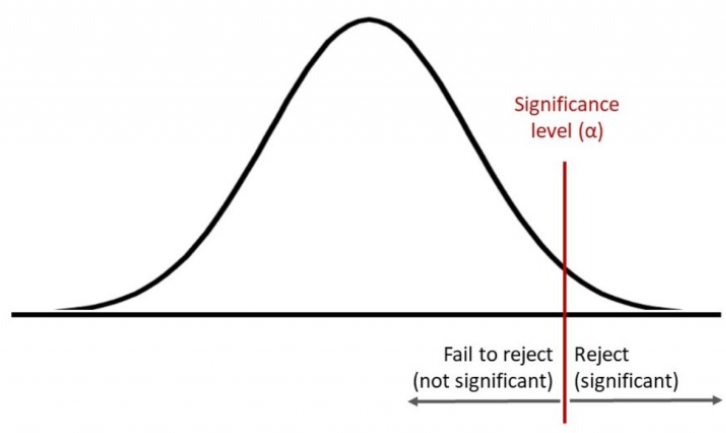 Significance
level (α)
Fail to reject
(not significant)
Reject
(significant)